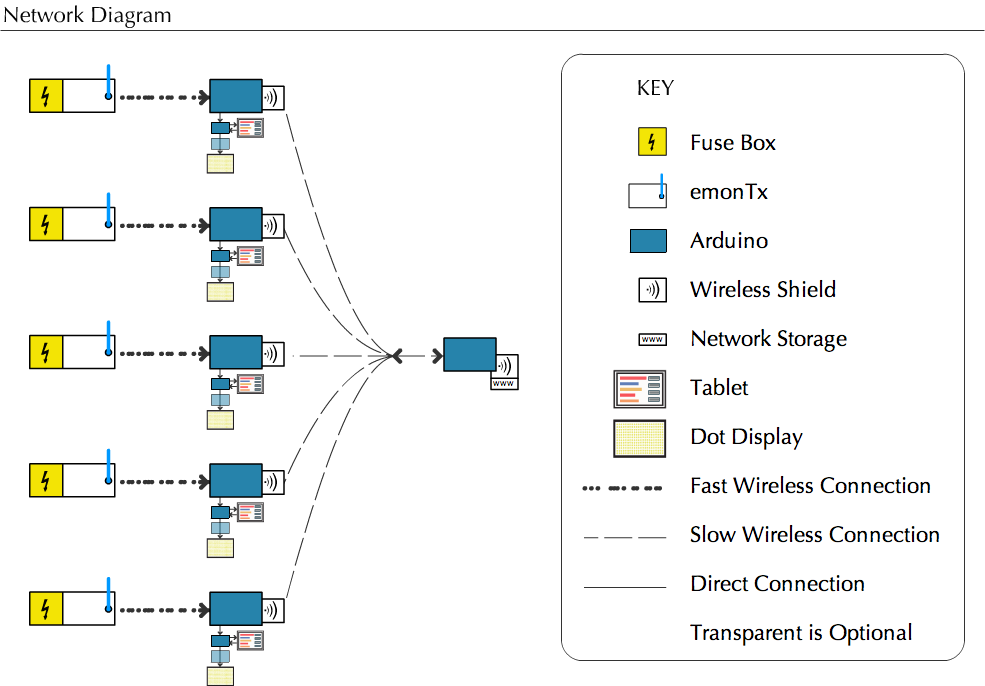 Network Diagram
KEY
Fuse Box
emonTx
Arduino
Wireless Shield
www
Network Storage
Tablet
Dot Display
Fast Wireless Connection
Slow Wireless Connection
Direct Connection
Transparent is Optional
www